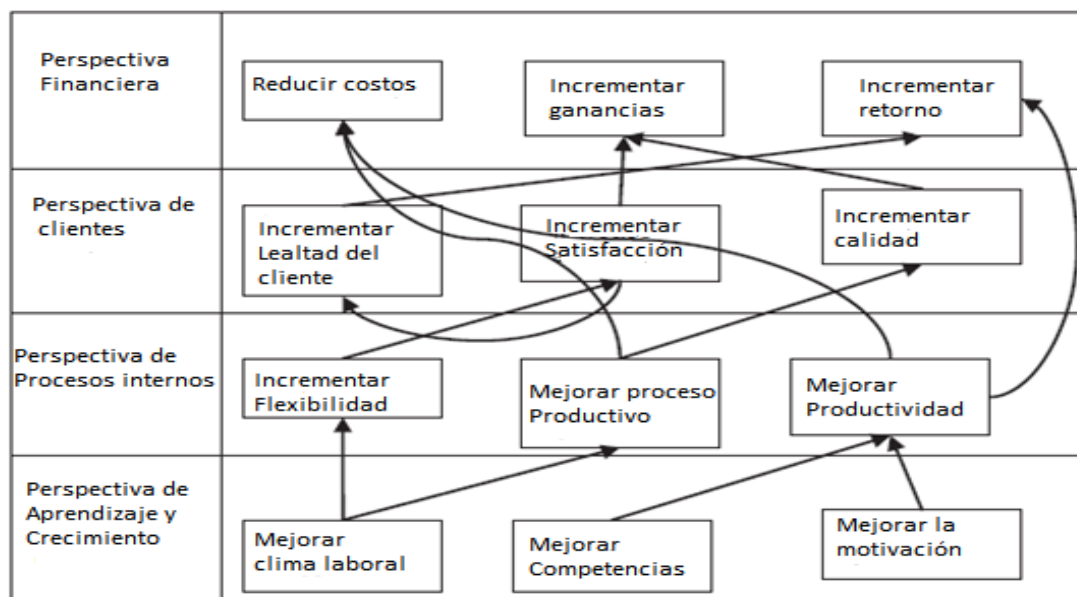 Perspectiva
Financiera
Reducir costos
Incrementar
ganancias
Incrementar
retorno
Perspectiva de
clientes
Incrementar
Lealtad del
cliente
Incrementar
Satisfacción
Incrementar
calidad
Perspectiva de
Procesos internos
Incrementar
Flexibilidad
Mejorar proceso
Productivo
Mejorar
Productividad
Perspectiva de
Aprendizaje y
Crecimiento
Mejorar
clima laboral
Mejorar
Competencias
Mejorar la
motivación